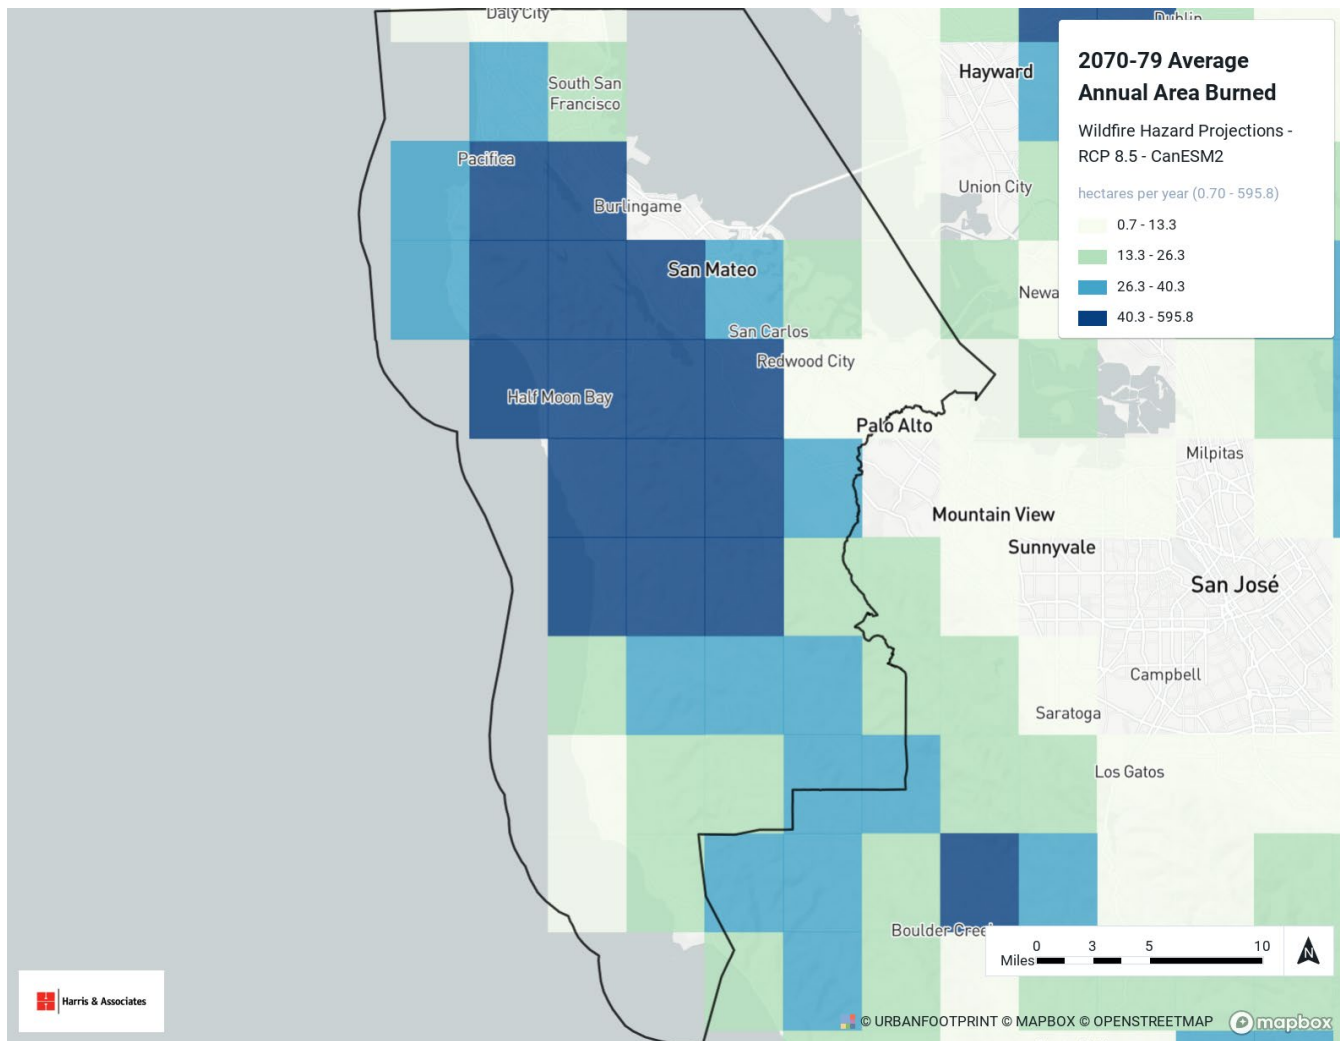 Daly City
Dublin
2070-79 Average
Annual Area Burned
Wildfire Hazard Projections -
RCP 8.5 - CanESM2
hectares per year (0.70 - 595.8)
0.7 - 13.3
13.3 - 26.3
26.3 - 40.3
40.3 - 595.8
Hayward
South San
Francisco
Pacifica
Union City
Burlingame
San Mateo
Newa
San Carlos
Redwood City
Half Moon Bay
Palo Alto
Milpitas
Mountain View
Sunnyvale
San José
Campbell
Saratoga
Los Gatos
Boulder Cree
0 3 5 10
Miles
N
Harris & Associates
© URBANFOOTPRINT © MAPBOX © OPENSTREETMAP
mapbox